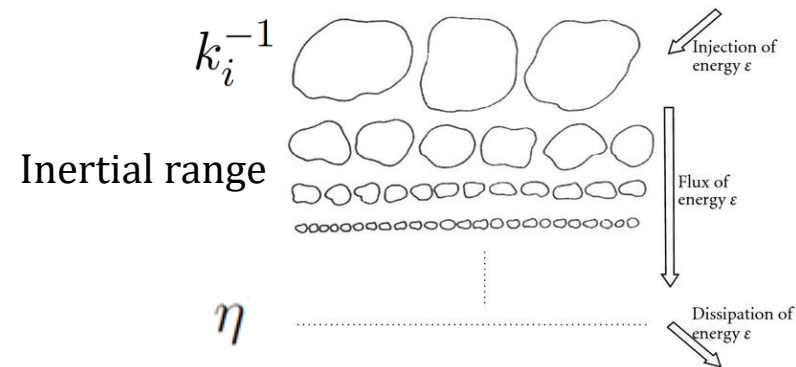 k_i^{-1}
Injection of
energy ε
Inertial range
Flux of
energy ε
η
Dissipation of
energy ε